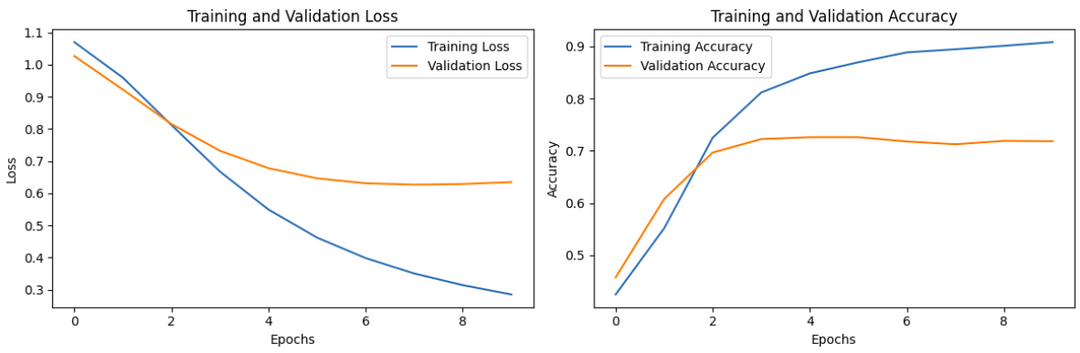 Training and Validation Loss
1.1
1.0
0.9
0.8
0.7
0.6
0.5
0.4
0.3
Loss
Training Loss
Validation Loss
0 2 4 6 8
Epochs
Training and Validation Accuracy
0.9
0.8
0.7
0.6
0.5
Accuracy
Training Accuracy
Validation Accuracy
0 2 4 6 8
Epochs